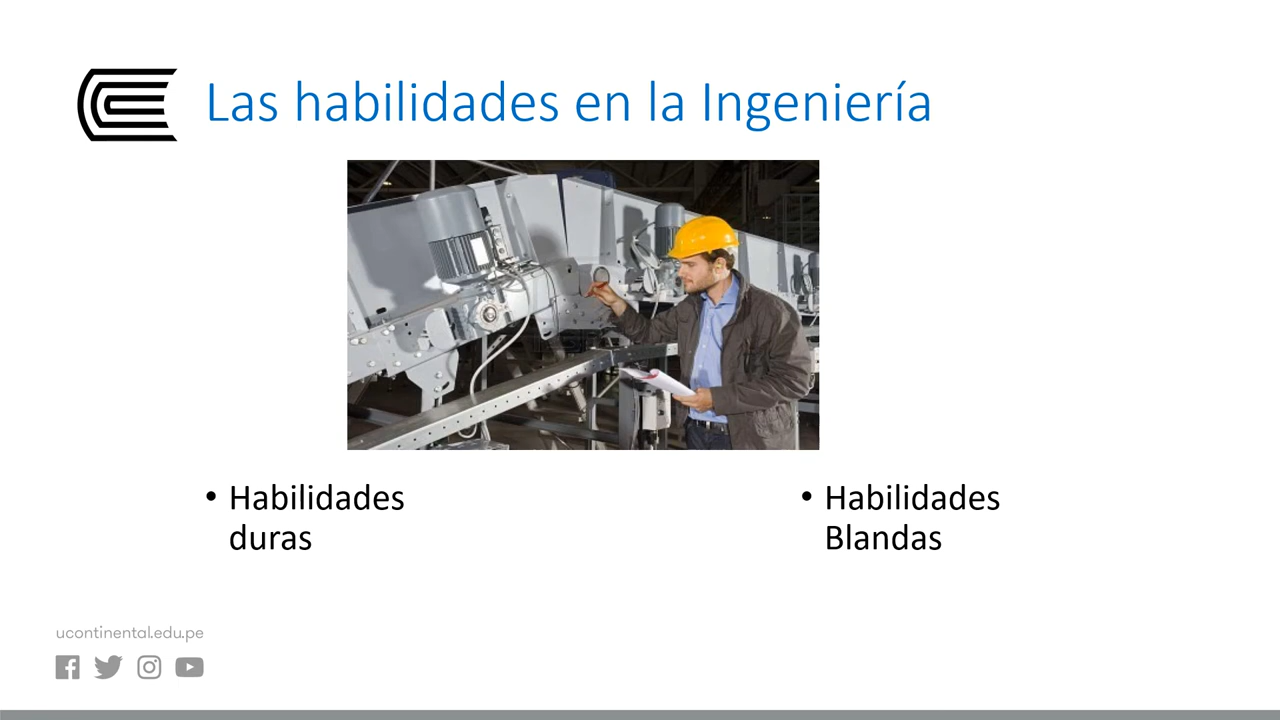 Las habilidades en la Ingeniería
• Habilidades
duras
• Habilidades
Blandas
ucontinental.edu.pe